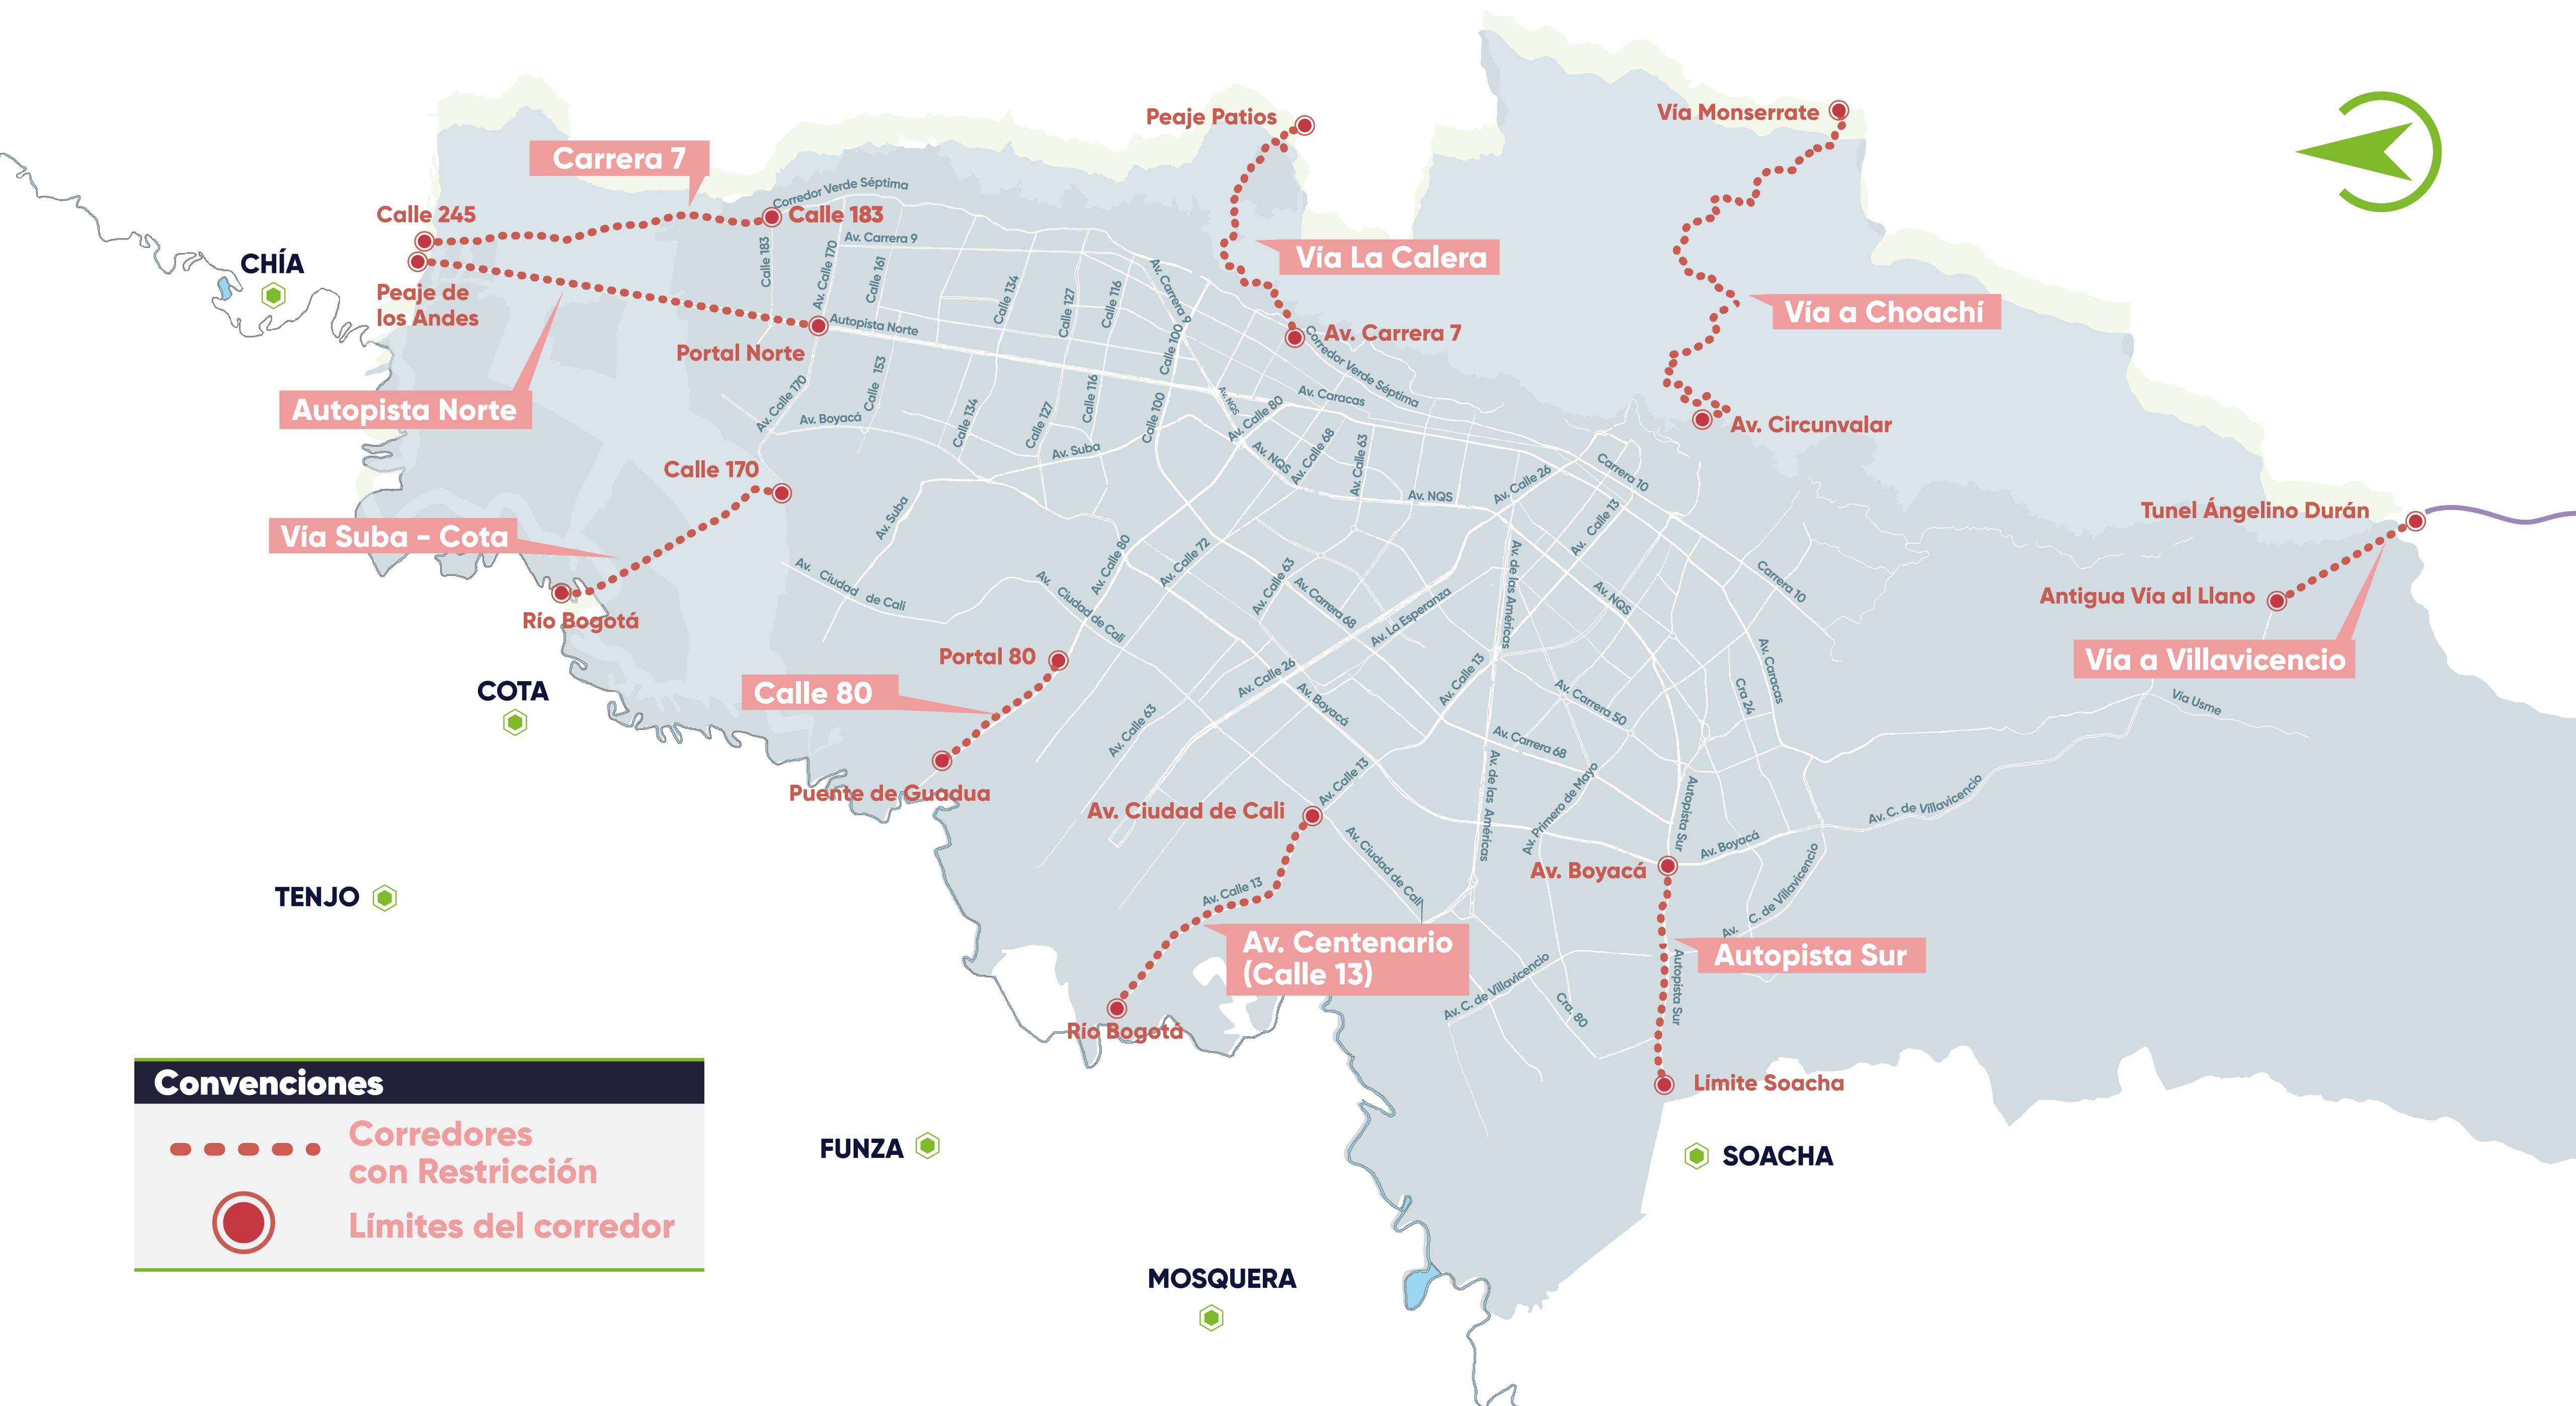 Peaje Patios
Vía Monserrate
Carrera 7
Corredor Verde Séptima
Calle 245
Calle 183
CHÍA
Calle 183
Av. Calle 170
Av. Carrera 9
Calle 161
Vía La Calera
Av. Carrera 9
Peaje de
los Andes
Calle 134
Calle 127
Calle 116
Vía a Choachí
Autopista Norte
Portal Norte
Calle 100
Av. Carrera 7
Corredor Verde Séptima
Autopista Norte
Av. Calle 170
Calle 153
Av. Boyacá
Calle 134
Calle 127
Calle 116
Calle 100
Av. NQS
Av. Calle 80
Av. Caracas
Av. Circunvalar
Av. Suba
Av. NQS
Av. Calle 68
Av. Calle 63
Calle 170
Av. NQS
Av. Calle 26
Carrera 10
Vía Suba - Cota
Av. Suba
Av. Calle 13
Tunel Ángelino Durán
Río Bogotá
Av. Ciudad de Cali
Av. Ciudad de Cali
Av. Calle 80
Av. Calle 72
Av. Calle 63
Av. Carrera 68
Av. La Esperanza
Av. de las Américas
Av. NQS
Carrera 10
Antigua Vía al Llano
Vía a Villavicencio
Portal 80
COTA
Calle 80
Av. Calle 26
Av. Boyacá
Av. Calle 13
Av. Carrera 50
Cra 24
Av. Caracas
Vía Usme
Av. Calle 63
Av. Carrera 68
Puente de Guadua
Av. Ciudad de Cali
Av. Calle 13
Av. de las Américas
Av. Primero de Mayo
Autopista Sur
Av. C. de Villavicencio
Av. Boyacá
Av. Boyacá
Av. Ciudad de Cali
TENJO
Av. Calle 13
Av. C. de Villavicencio
Av. Centenario
(Calle 13)
Autopista Sur
Autopista Sur
Av. C. de Villavicencio
Cra. 80
Río Bogotá
Límite Soacha
FUNZA
SOACHA
MOSQUERA
Convenciones
Corredores
con Restricción
Límites del corredor